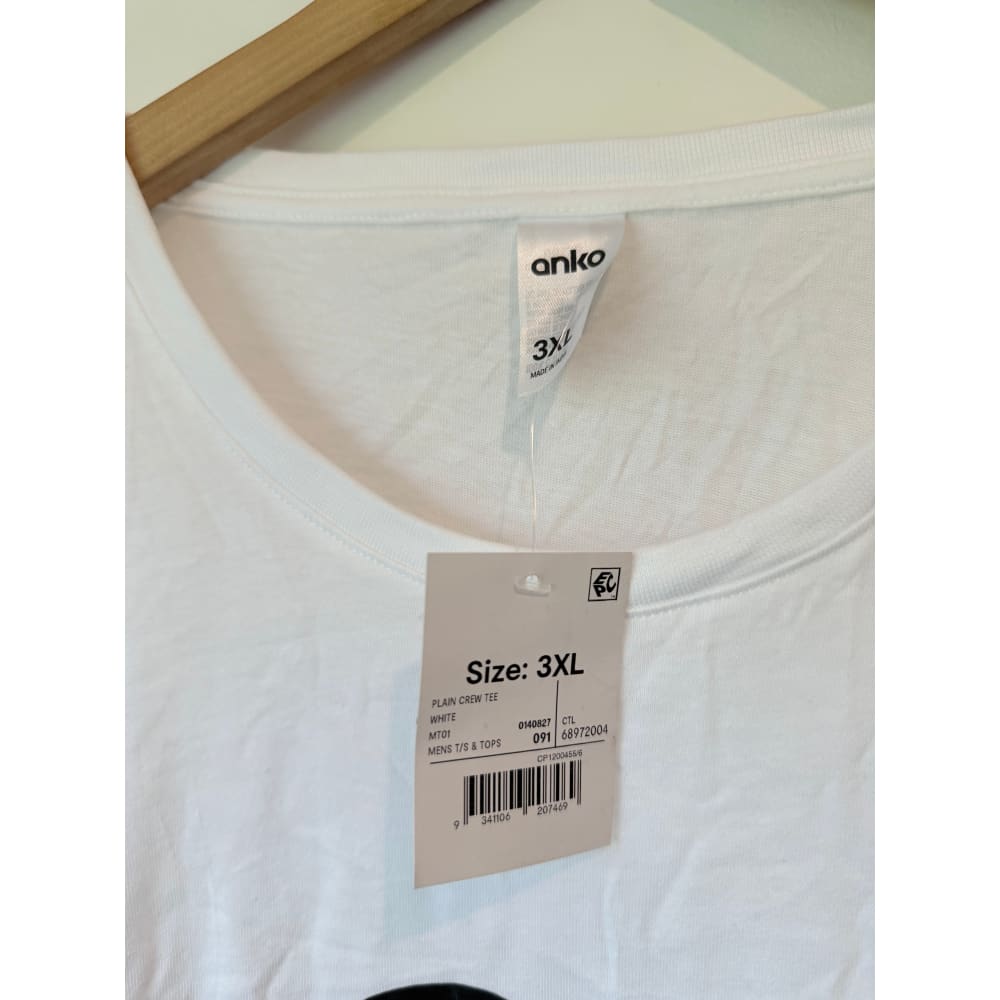 anko
3XL
MADE IN
EPC
Size: 3XL
PLAIN CREW TEE
WHITE
MT01 0140827 CTL
MENS T/S & TOPS 091 68972004
CP1200455/6
9 341106 207469